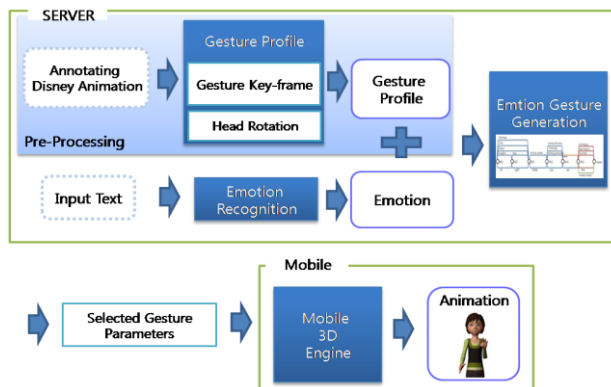 SERVER
Gesture Profile
Annotating
Disney Animation
Gesture Key-frame
Head Rotation
Gesture
Profile
Pre-Processing
Emtion Gesture
Generation
Input Text
Emotion
Recognition
Emotion
Mobile
Selected Gesture
Parameters
Mobile
3D
Engine
Animation